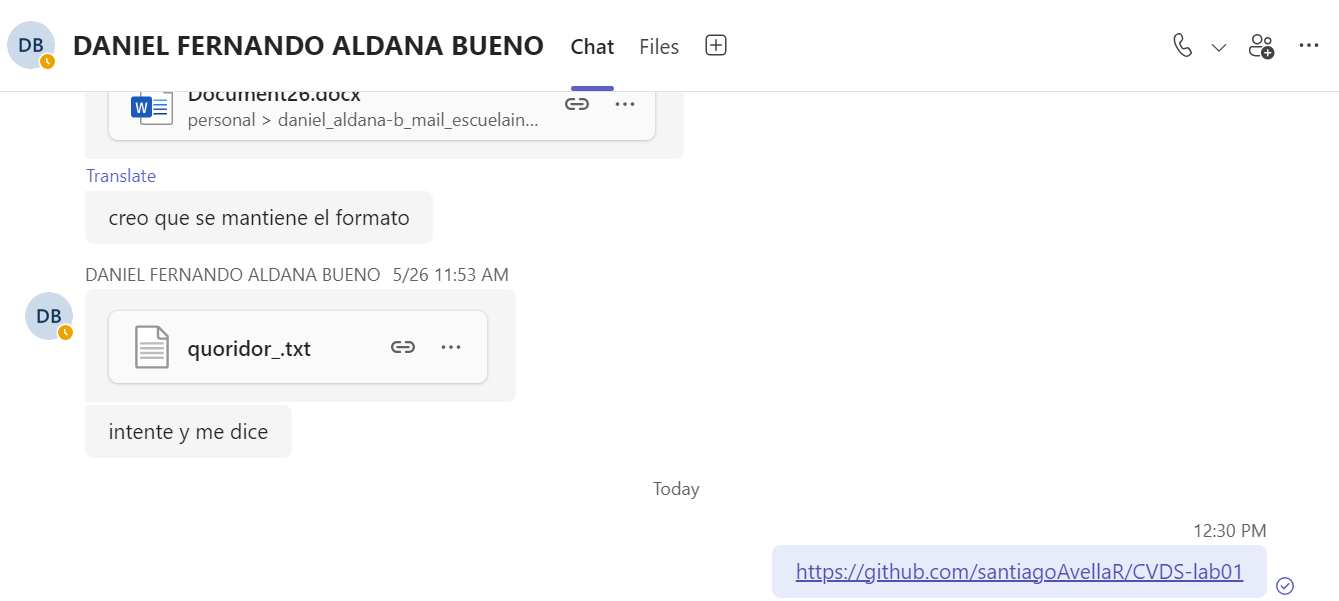 DB DANIEL FERNANDO ALDANA BUENO Chat Files
Document26.docx
W personal > daniel_aldana-b_mail_escuelain...
Translate
creo que se mantiene el formato
DANIEL FERNANDO ALDANA BUENO 5/26 11:53 AM
DB
quoridor_.txt
intente y me dice
Today
12:30 PM
https://github.com/santiagoAvellaR/CVDS-lab01